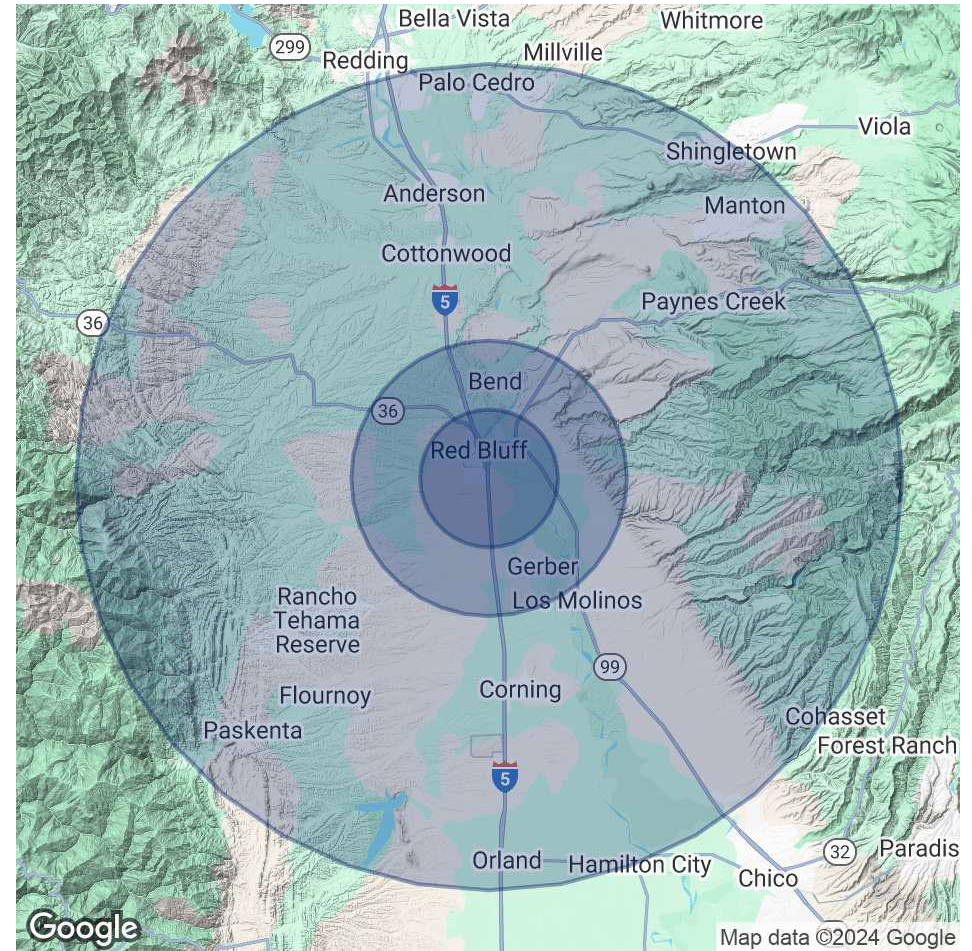 Bella Vista
Whitmore
299
Redding
Millville
Palo Cedro
Viola
Shingletown
Anderson
Manton
Cottonwood
5
Paynes Creek
36
Bend
36
Red Bluff
Gerber
Rancho
Tehama
Reserve
Los Molinos
99
Flournoy
Corning
Paskenta
Cohasset
Forest Ranch
5
Orland
Hamilton City
32
Paradis
Chico
Google
Map data ©2024 Google